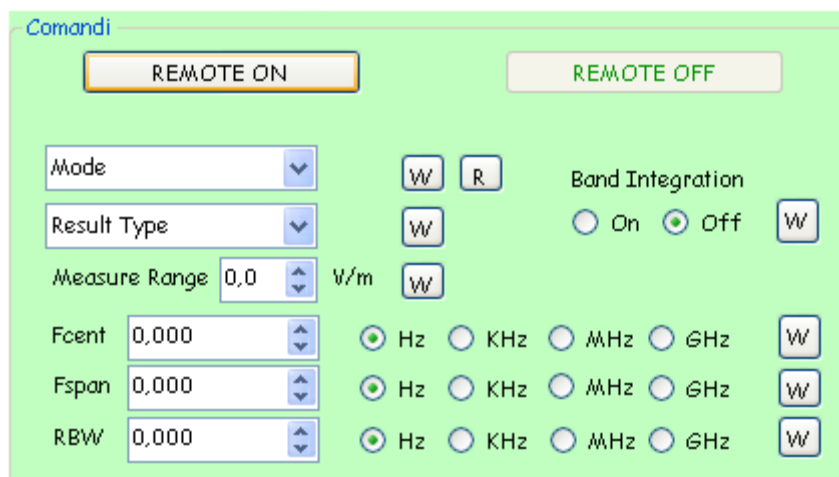 Comandi
REMOTE ON REMOTE OFF
Mode W R Band Integration
Result Type W On Off W
Measure Range 0,0 V/m W
Fcent 0,000 Hz KHz MHz GHz W
Fspan 0,000 Hz KHz MHz GHz W
RBW 0,000 Hz KHz MHz GHz W